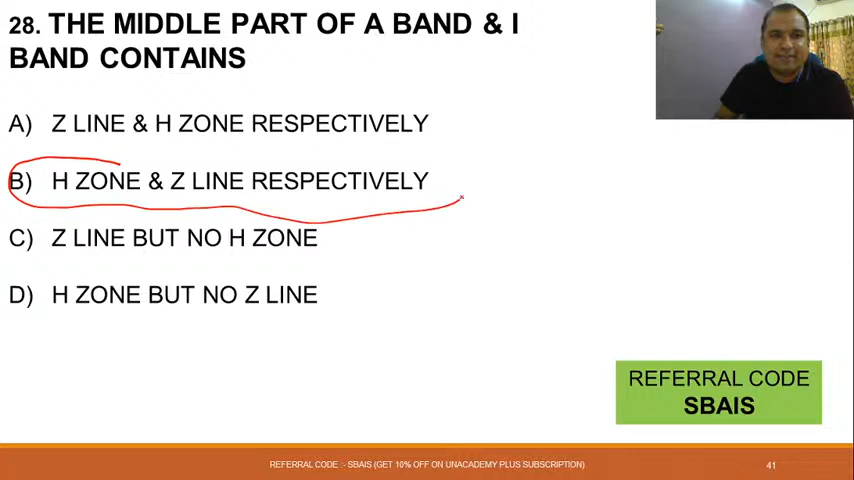 28. THE MIDDLE PART OF A BAND & I
BAND CONTAINS
A) Z LINE & H ZONE RESPECTIVELY
B) H ZONE & Z LINE RESPECTIVELY
C) Z LINE BUT NO H ZONE
D) H ZONE BUT NO Z LINE
REFERRAL CODE
SBAIS
REFERRAL CODE :- SBAIS (GET 10% OFF ON UNACADEMY PLUS SUBSCRIPTION)
41